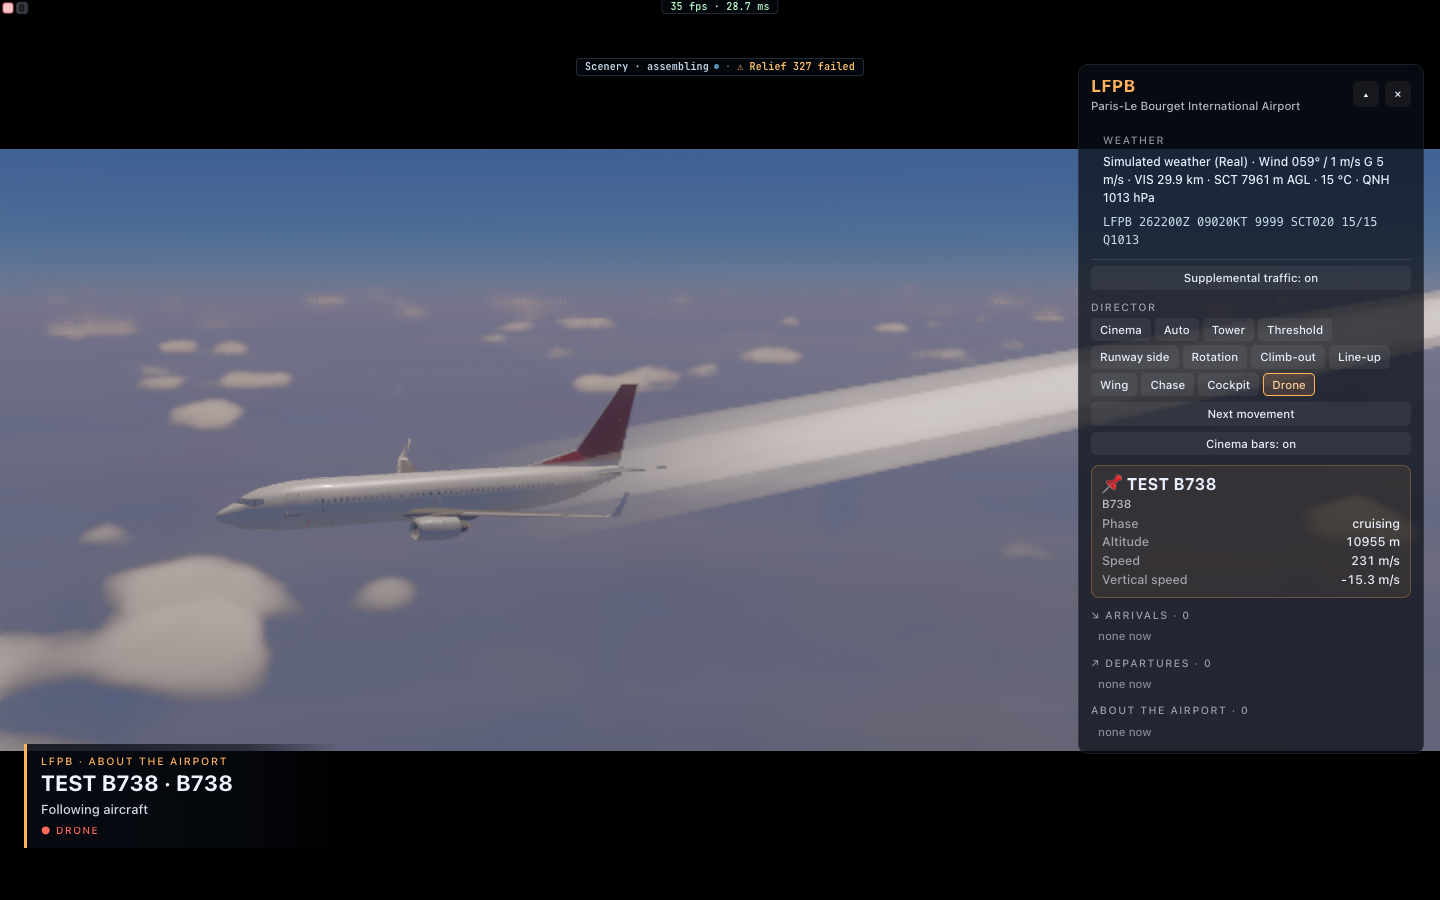 0
35 fps · 28.7 ms
Scenery · assembling ● · ⚠ Relief 327 failed
LFPB
Paris-Le Bourget International Airport
WEATHER
Simulated weather (Real) · Wind 059° / 1 m/s G 5
m/s · VIS 29.9 km · SCT 7961 m AGL · 15 °C · QNH
1013 hPa
LFPB 262200Z 09020KT 9999 SCT020 15/15
Q1013
Supplemental traffic: on
DIRECTOR
Cinema Auto Tower Threshold
Runway side Rotation Climb-out Line-up
Wing Chase Cockpit Drone
Next movement
Cinema bars: on
📌 TEST B738
B738
Phase cruising
Altitude 10955 m
Speed 231 m/s
Vertical speed -15.3 m/s
↘ ARRIVALS · 0
none now
↗ DEPARTURES · 0
none now
ABOUT THE AIRPORT · 0
none now
LFPB · ABOUT THE AIRPORT
TEST B738 · B738
Following aircraft
● DRONE